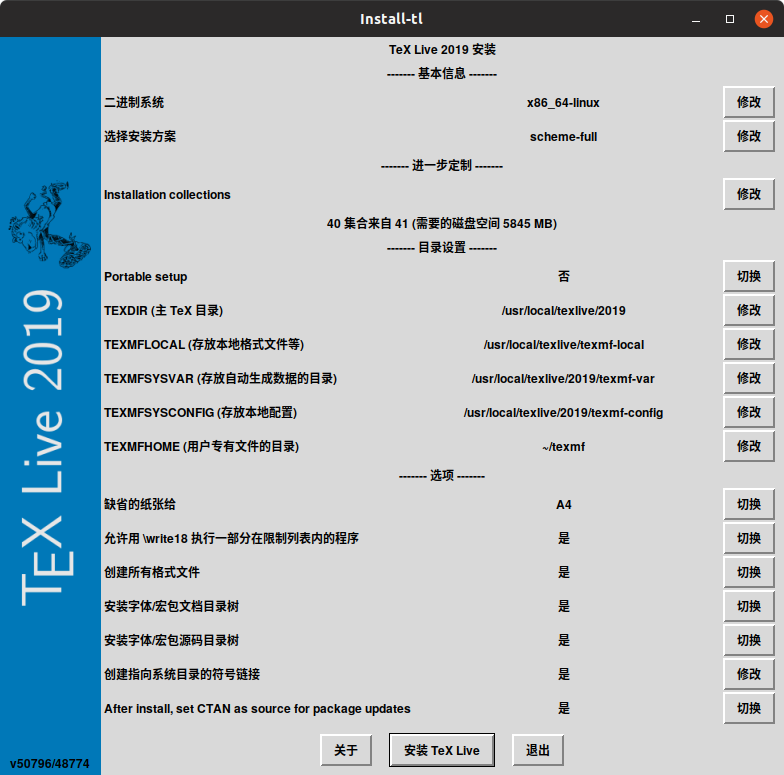 Install-tl
TeX Live 2019 安装
------- 基本信息 -------
二进制系统 x86_64-linux 修改
选择安装方案 scheme-full 修改
------- 进一步定制 -------
Installation collections 修改
40 集合来自 41 (需要的磁盘空间 5845 MB)
------- 目录设置 -------
Portable setup 否 切换
TEXDIR (主 TeX 目录) /usr/local/texlive/2019 修改
TEXMFLOCAL (存放本地格式文件等) /usr/local/texlive/texmf-local 修改
TEXMFSYSVAR (存放自动生成数据的目录) /usr/local/texlive/2019/texmf-var 修改
TEXMFSYSCONFIG (存放本地配置) /usr/local/texlive/2019/texmf-config 修改
TEXMFHOME (用户专有文件的目录) ~/texmf 修改
------- 选项 -------
缺省的纸张给 A4 切换
允许用 \write18 执行一部分在限制列表内的程序 是 切换
创建所有格式文件 是 切换
安装字体/宏包文档目录树 是 切换
安装字体/宏包源码目录树 是 切换
创建指向系统目录的符号链接 是 修改
After install, set CTAN as source for package updates 是 切换
关于 安装 TeX Live 退出
TEX Live 2019
v50796/48774